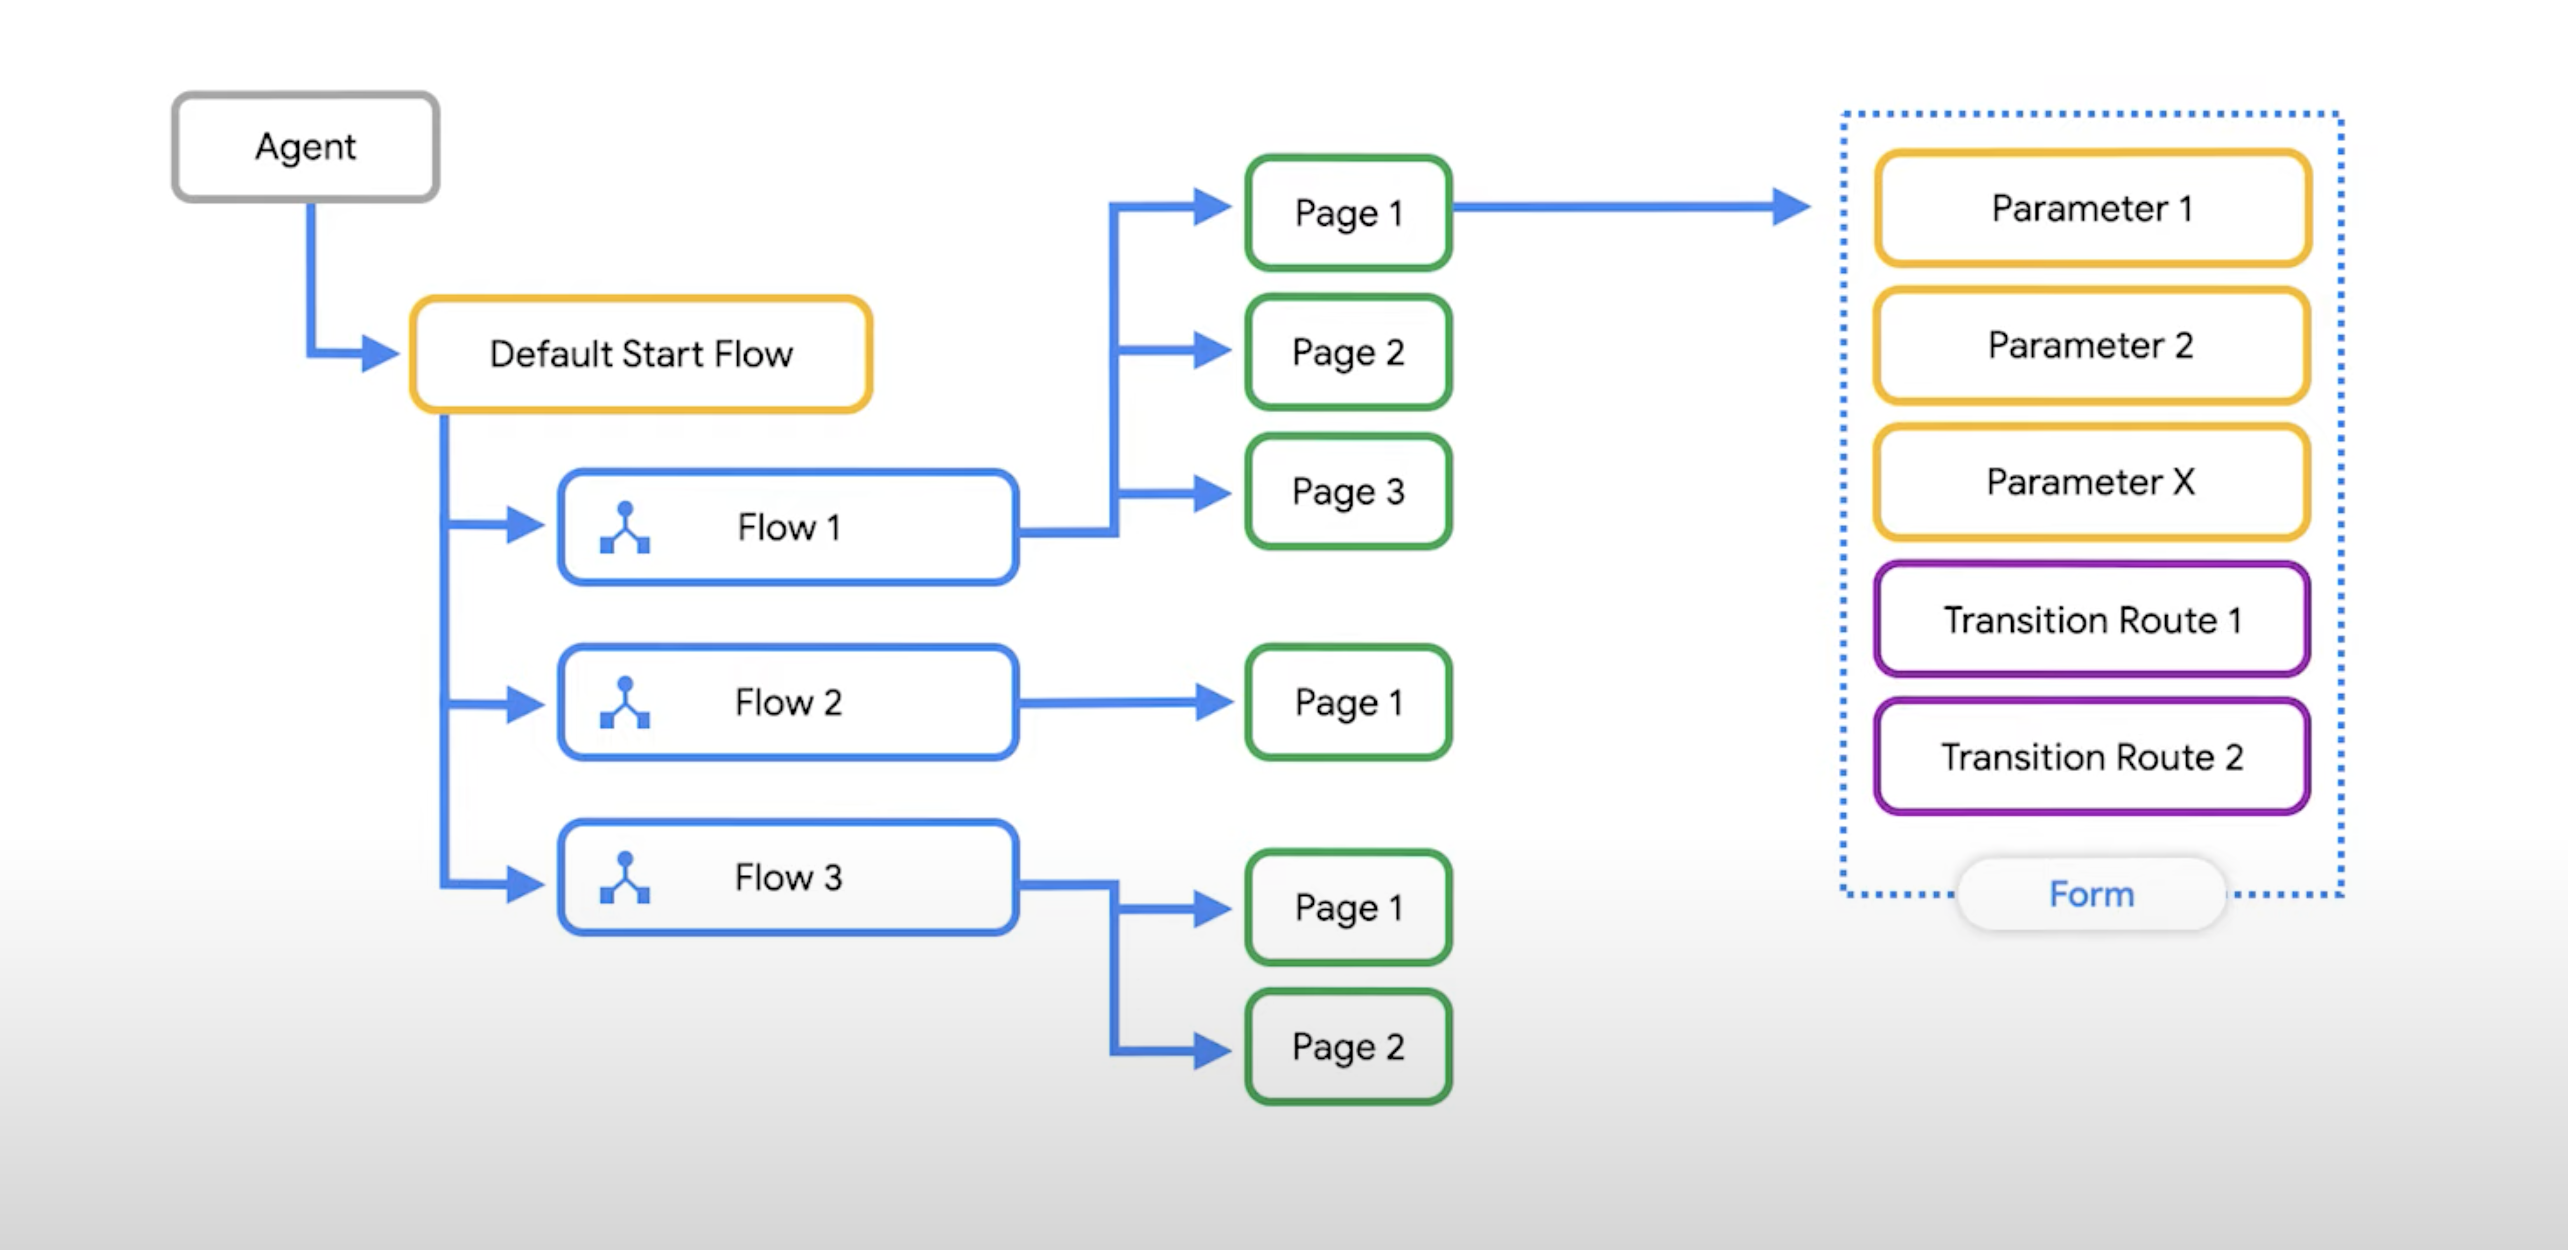 Agent
Default Start Flow
Flow 1
Page 1
Page 2
Page 3
Flow 2
Page 1
Flow 3
Page 1
Page 2
Parameter 1
Parameter 2
Parameter X
Transition Route 1
Transition Route 2
Form